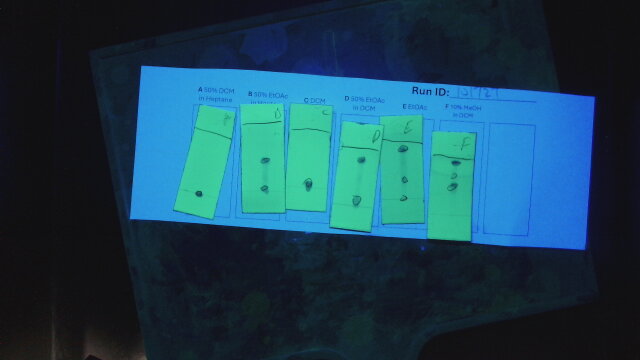 Run ID:
A 50% DCM
in Heptane
B 50% EtOAc
C DCM
D 50% EtOAc
in DCM
E EtOAc
F 10% MeOH
in DCM
C
D
E
F